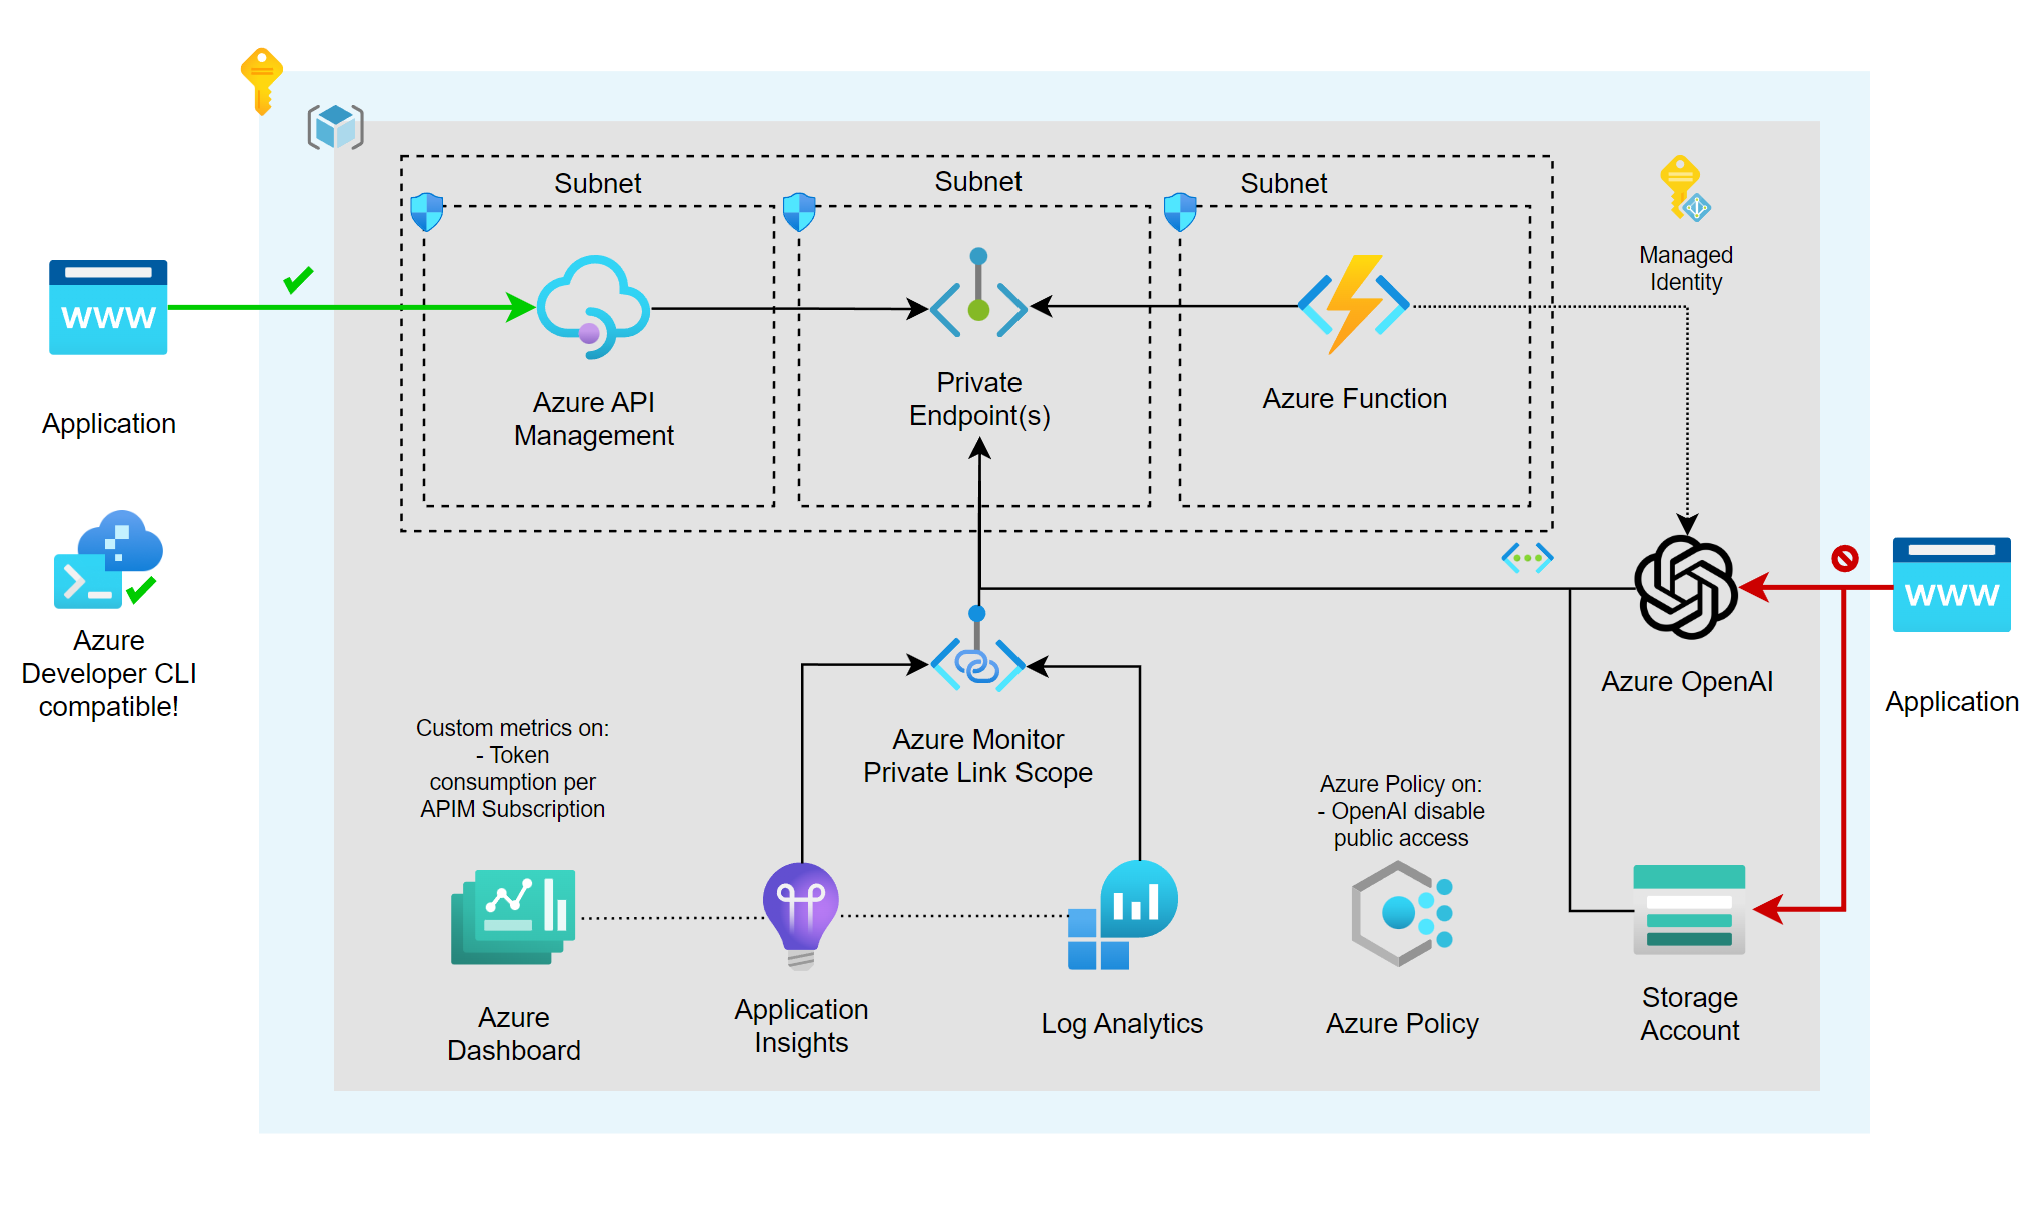 Subnet
Subnet
Subnet
Managed
Identity
WWW
Application
Azure API
Management
Private
Endpoint(s)
Azure Function
Azure
Developer CLI
compatible!
WWW
Application
Azure OpenAI
Azure Monitor
Private Link Scope
Custom metrics on:
- Token
consumption per
APIM Subscription
Azure Policy on:
- OpenAI disable
public access
Azure
Dashboard
Application
Insights
Log Analytics
Azure Policy
Storage
Account